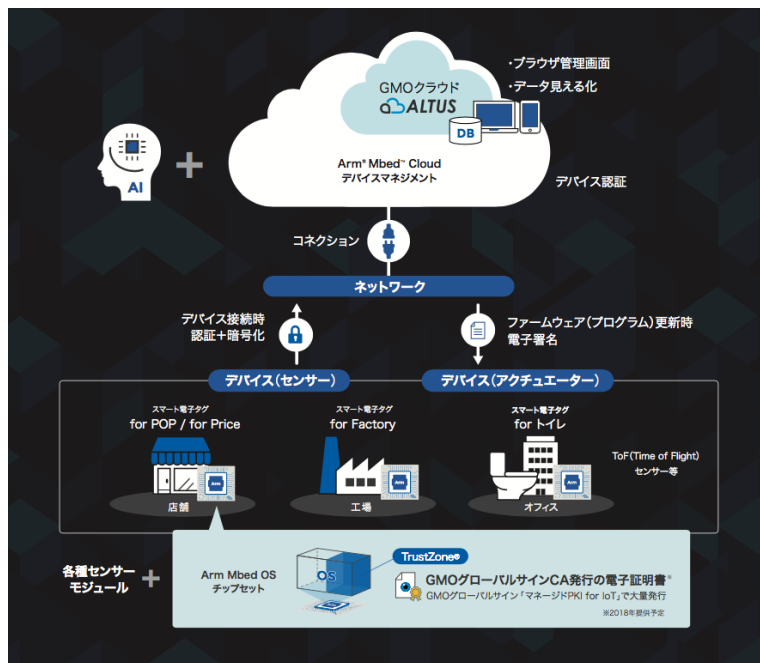 GMOクラウド
ALTUS
・ブラウザ管理画面
・データ見える化
DB
AI
Arm® Mbed™ Cloud
デバイスマネジメント
デバイス認証
コネクション
ネットワーク
デバイス接続時
認証+暗号化
ファームウェア(プログラム)更新時
電子署名
デバイス(センサー)
デバイス(アクチュエーター)
スマート電子タグ
for POP / for Price
スマート電子タグ
for Factory
スマート電子タグ
for トイレ
ToF(Time of Flight)
センサー等
Arm
Arm
Arm
店舗
工場
オフィス
各種センサー
モジュール
Arm Mbed OS
チップセット
OS
TrustZone®
GMOグローバルサインCA発行の電子証明書※
GMOグローバルサイン「マネージドPKI for IoT」で大量発行
※2018年提供予定